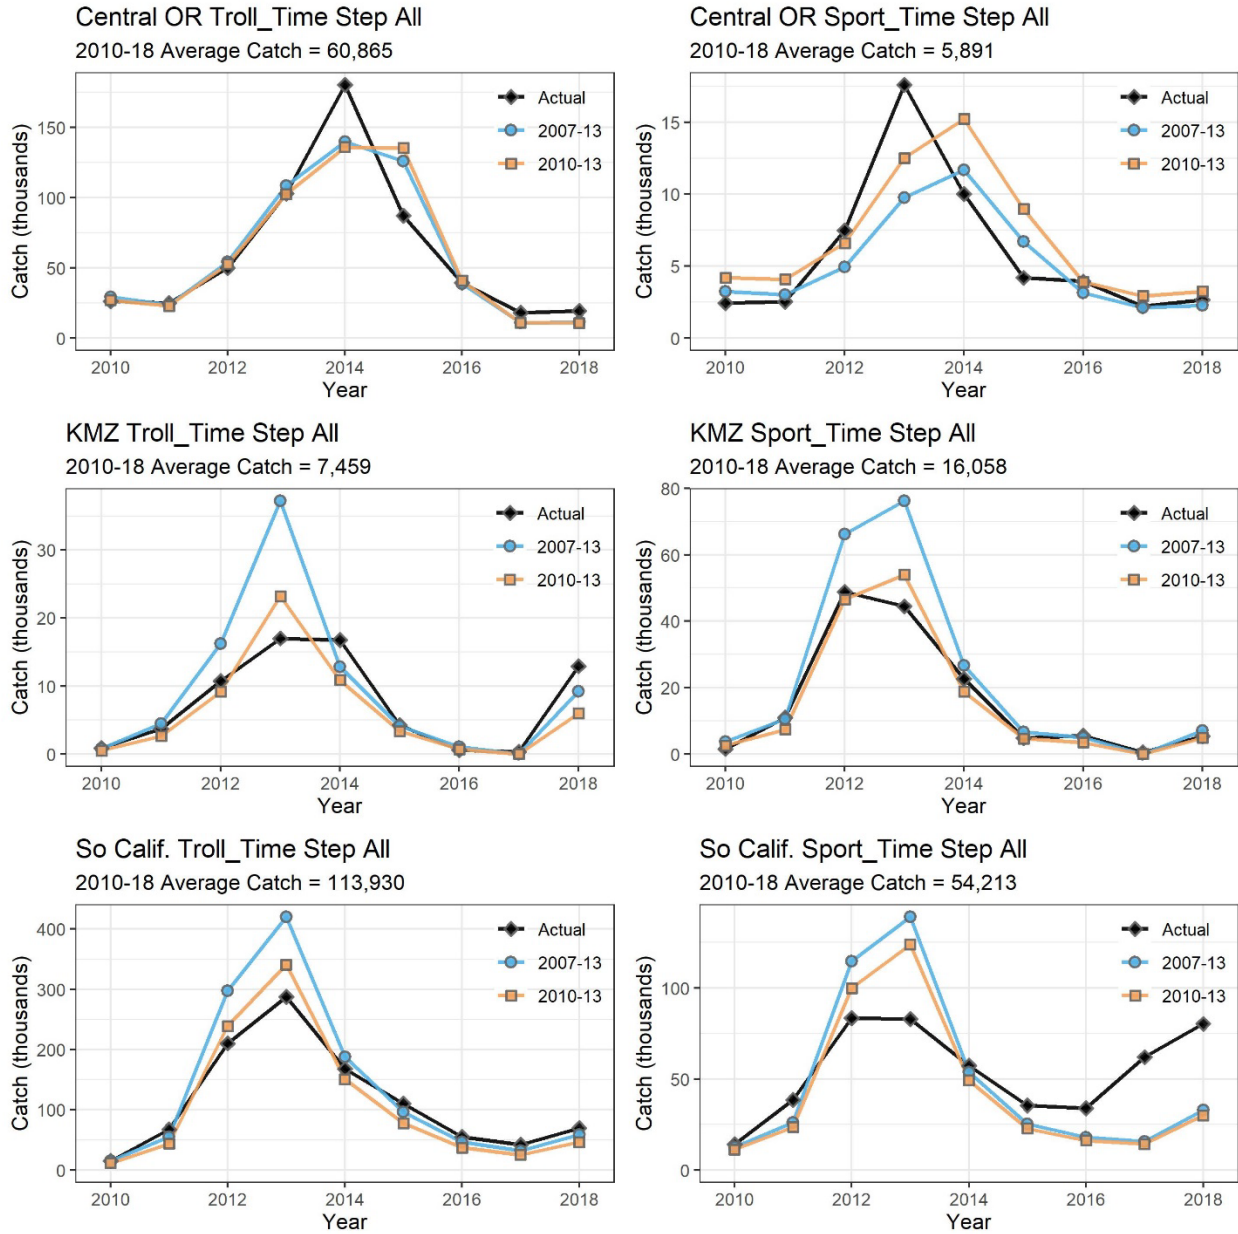 Central OR Troll_Time Step All
2010-18 Average Catch = 60,865
Catch (thousands)
150
100
50
0
Actual
2007-13
2010-13
2010 2012 2014 2016 2018
Year
Central OR Sport_Time Step All
2010-18 Average Catch = 5,891
Catch (thousands)
15
10
5
0
Actual
2007-13
2010-13
2010 2012 2014 2016 2018
Year
KMZ Troll_Time Step All
2010-18 Average Catch = 7,459
Catch (thousands)
30
20
10
0
Actual
2007-13
2010-13
2010 2012 2014 2016 2018
Year
KMZ Sport_Time Step All
2010-18 Average Catch = 16,058
Catch (thousands)
80
60
40
20
0
Actual
2007-13
2010-13
2010 2012 2014 2016 2018
Year
So Calif. Troll_Time Step All
2010-18 Average Catch = 113,930
Catch (thousands)
400
300
200
100
0
Actual
2007-13
2010-13
2010 2012 2014 2016 2018
Year
So Calif. Sport_Time Step All
2010-18 Average Catch = 54,213
Catch (thousands)
100
50
0
Actual
2007-13
2010-13
2010 2012 2014 2016 2018
Year